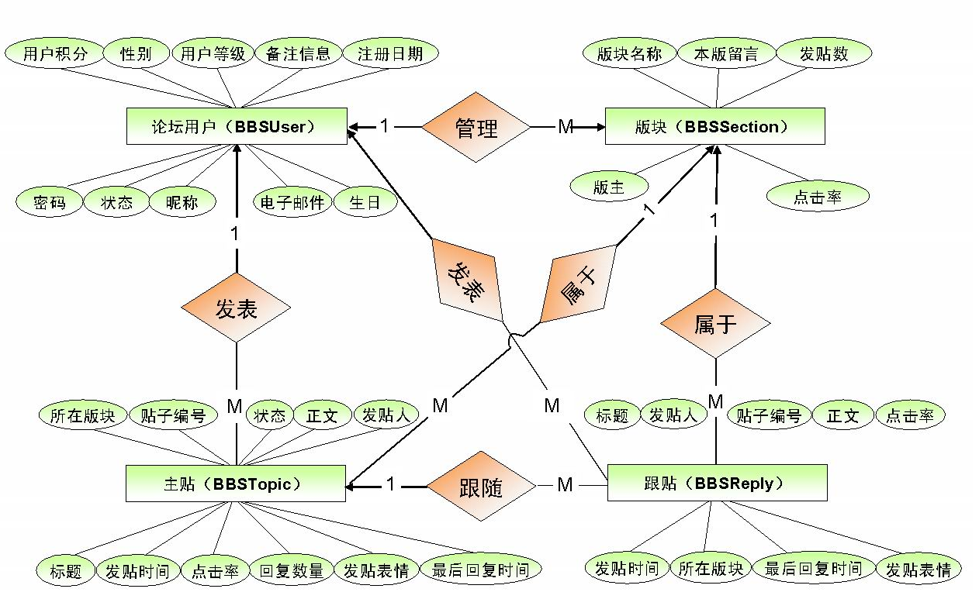 用户积分 性别 用户等级 备注信息 注册日期
版块名称 本版留言 发贴数
论坛用户（BBSUser）
1
管理
M
版块（BBSSection）
密码 状态 昵称 电子邮件 生日
版主
点击率
1
1
1
发表
发表
属于
属于
M
M
M
M
所在版块 贴子编号 状态 正文 发贴人
标题 发贴人 贴子编号 正文 点击率
主贴（BBSTopic）
1
跟随
M
跟贴（BBSReply）
标题 发贴时间 点击率 回复数量 发贴表情 最后回复时间
发贴时间 所在版块 最后回复时间 发贴表情